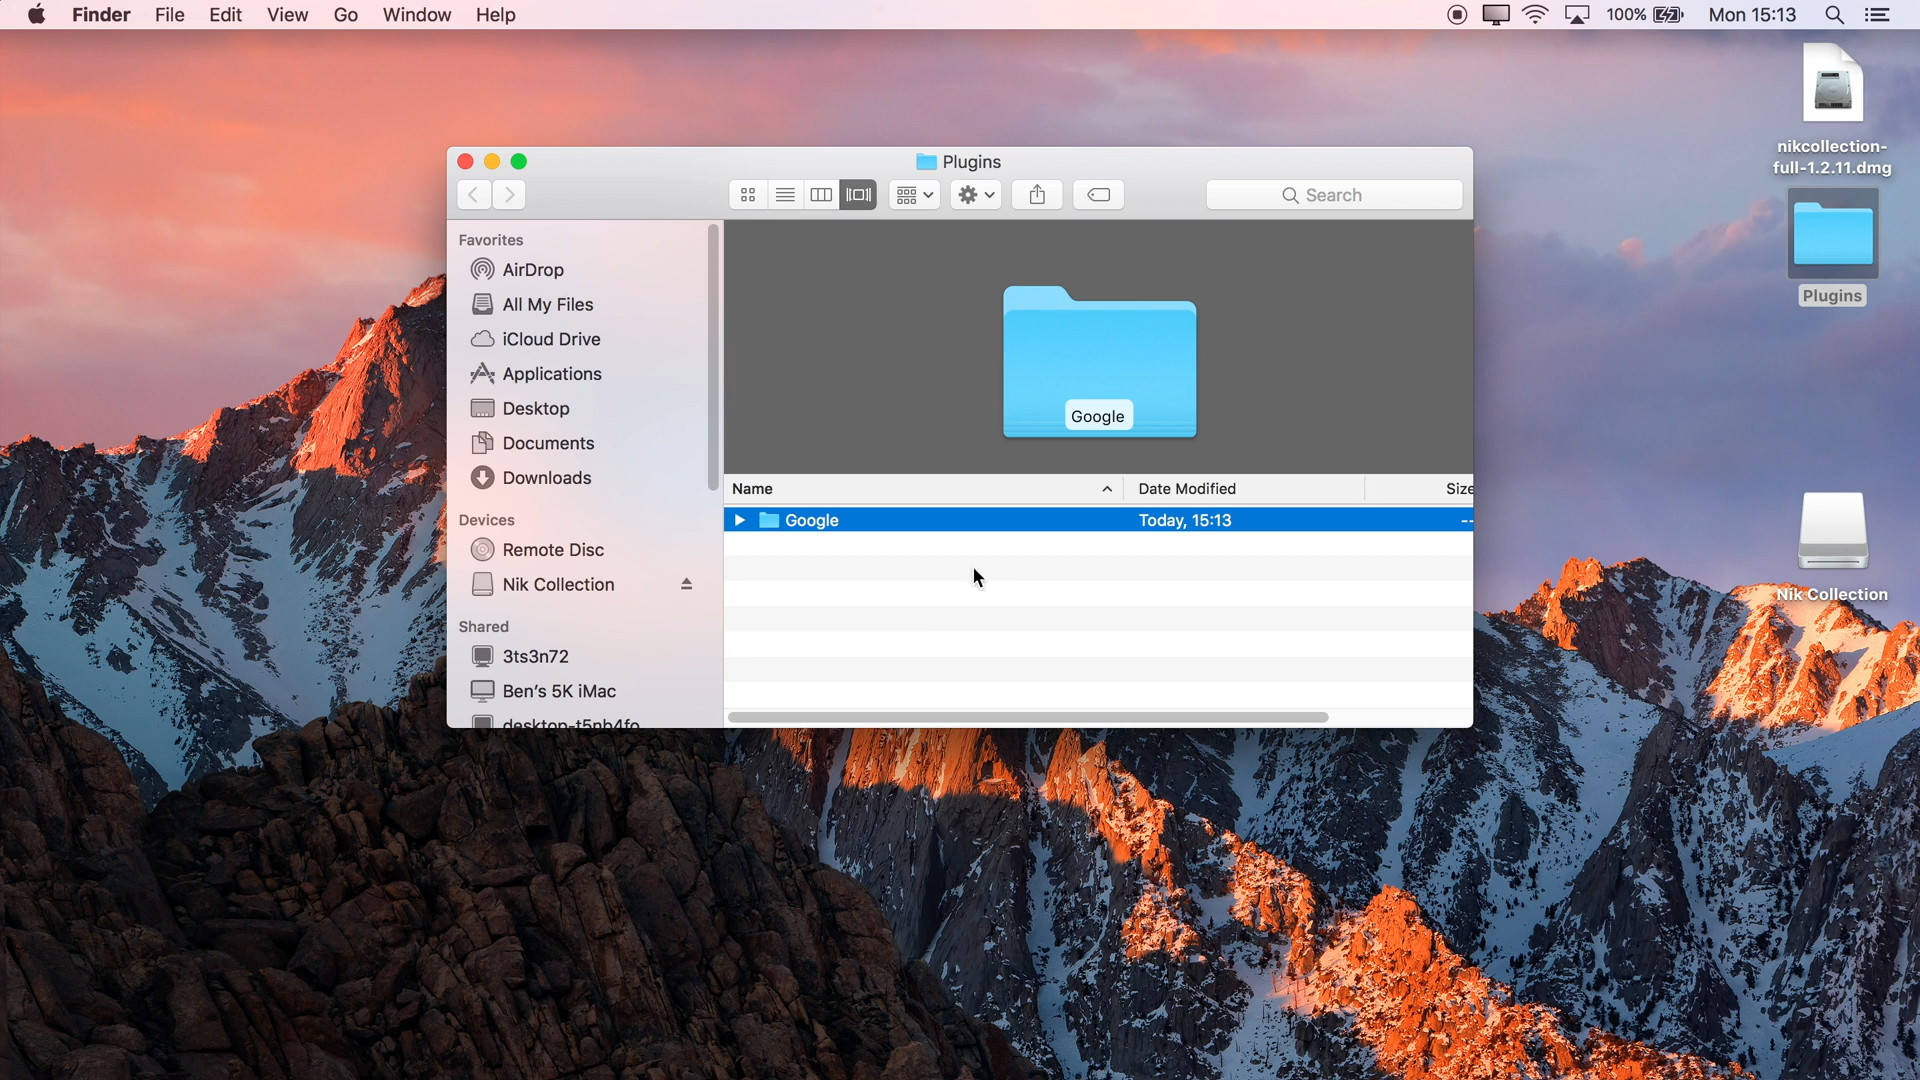 Finder File Edit View Go Window Help
100% Mon 15:13
nikcollection-
full-1.2.11.dmg
Plugins
Nik Collection
Plugins
Search
Favorites
AirDrop
All My Files
iCloud Drive
Applications
Desktop
Documents
Downloads
Devices
Remote Disc
Nik Collection
Shared
3ts3n72
Ben’s 5K iMac
desktop-t5nb4fo
Google
Name Date Modified Size
Google Today, 15:13 --